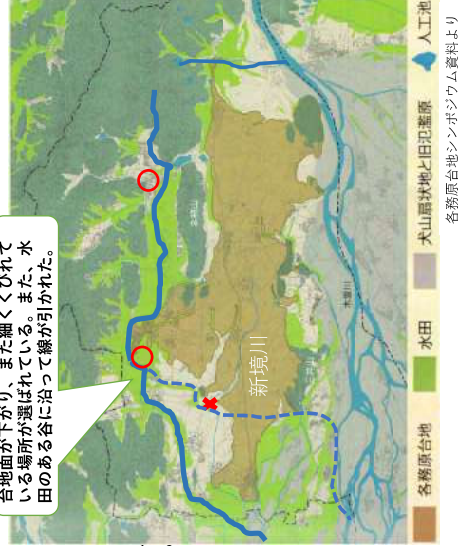 台地面が下がり、また細くくびれて
いる場所が選ばれている。また、水
田のある谷に沿って線が引かれた。
新境川
木曽川
各務原台地
水田
犬山扇状地と旧氾濫原
人工池
各務原台地シンポジウム資料より